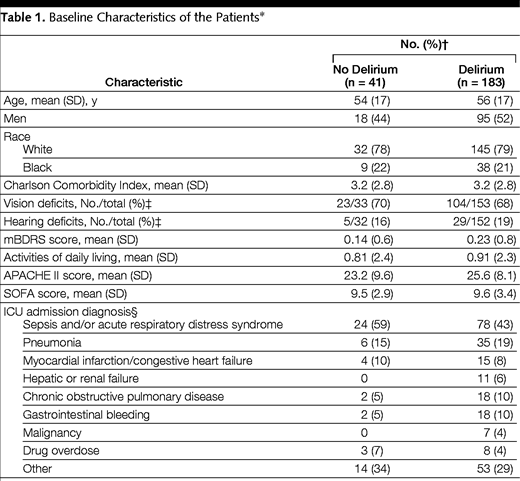 Table 1. Baseline Characteristics of the Patients*
No. (%)†
Characteristic No Delirium (n = 41) Delirium (n = 183)
Age, mean (SD), y 54 (17) 56 (17)
Men 18 (44) 95 (52)
Race
White 32 (78) 145 (79)
Black 9 (22) 38 (21)
Charlson Comorbidity Index, mean (SD) 3.2 (2.8) 3.2 (2.8)
Vision deficits, No./total (%)‡ 23/33 (70) 104/153 (68)
Hearing deficits, No./total (%)‡ 5/32 (16) 29/152 (19)
mBDRS score, mean (SD) 0.14 (0.6) 0.23 (0.8)
Activities of daily living, mean (SD) 0.81 (2.4) 0.91 (2.3)
APACHE II score, mean (SD) 23.2 (9.6) 25.6 (8.1)
SOFA score, mean (SD) 9.5 (2.9) 9.6 (3.4)
ICU admission diagnosis§
Sepsis and/or acute respiratory distress syndrome 24 (59) 78 (43)
Pneumonia 6 (15) 35 (19)
Myocardial infarction/congestive heart failure 4 (10) 15 (8)
Hepatic or renal failure 0 11 (6)
Chronic obstructive pulmonary disease 2 (5) 18 (10)
Gastrointestinal bleeding 2 (5) 18 (10)
Malignancy 0 7 (4)
Drug overdose 3 (7) 8 (4)
Other 14 (34) 53 (29)